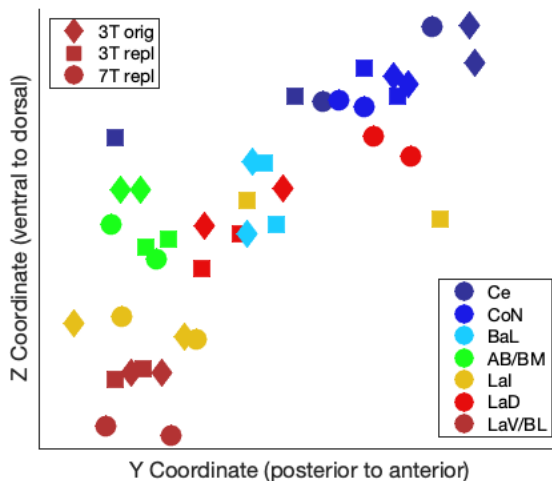 3T orig
3T repl
7T repl
Z Coordinate (ventral to dorsal)
Ce
CoN
BaL
AB/BM
LaI
LaD
LaV/BL
Y Coordinate (posterior to anterior)